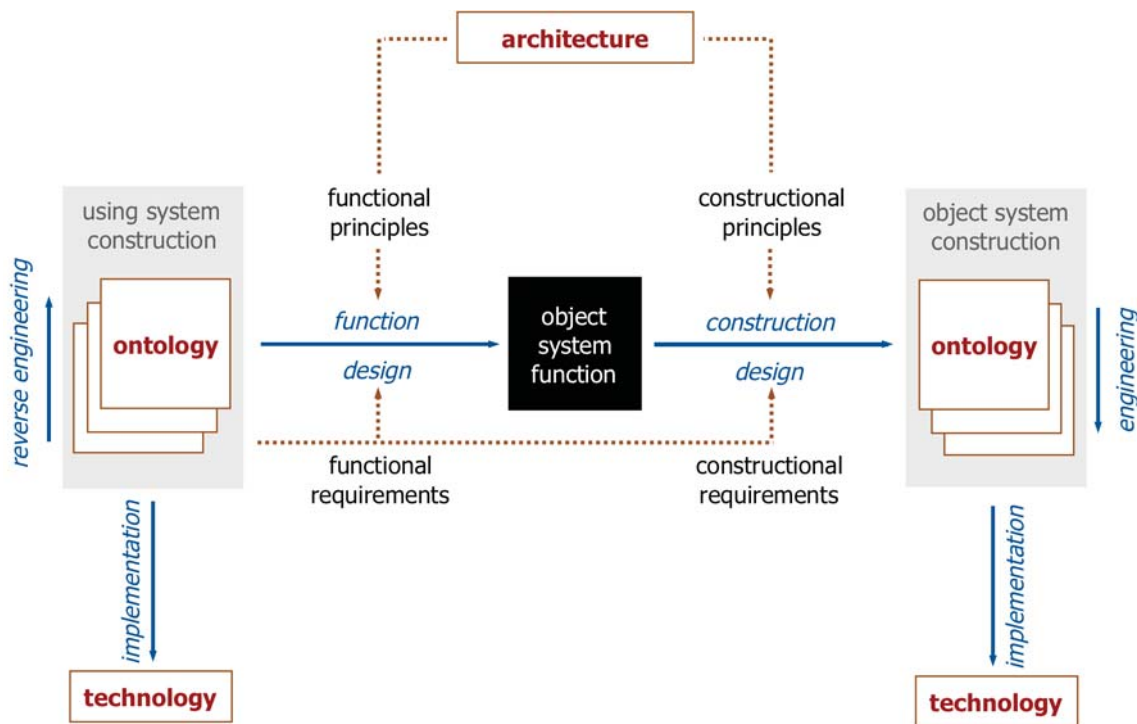 architecture
functional
principles
constructional
principles
using system
construction
object system
construction
reverse engineering
ontology
function
design
object
system
function
construction
design
ontology
engineering
functional
requirements
constructional
requirements
implementation
implementation
technology
technology